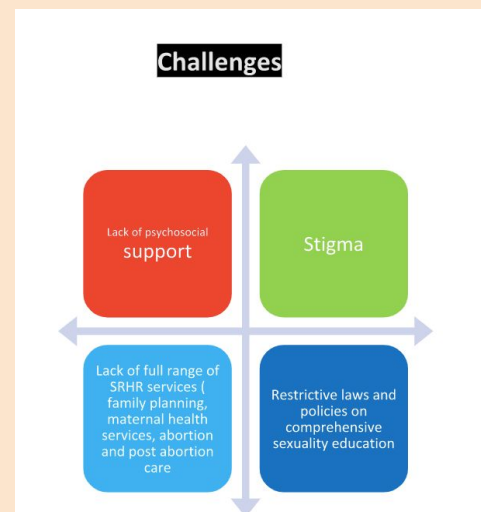 Challenges
Lack of psychosocial
support
Stigma
Lack of full range of
SRHR services (
family planning,
maternal health
services, abortion
and post abortion
care
Restrictive laws and
policies on
comprehensive
sexuality education